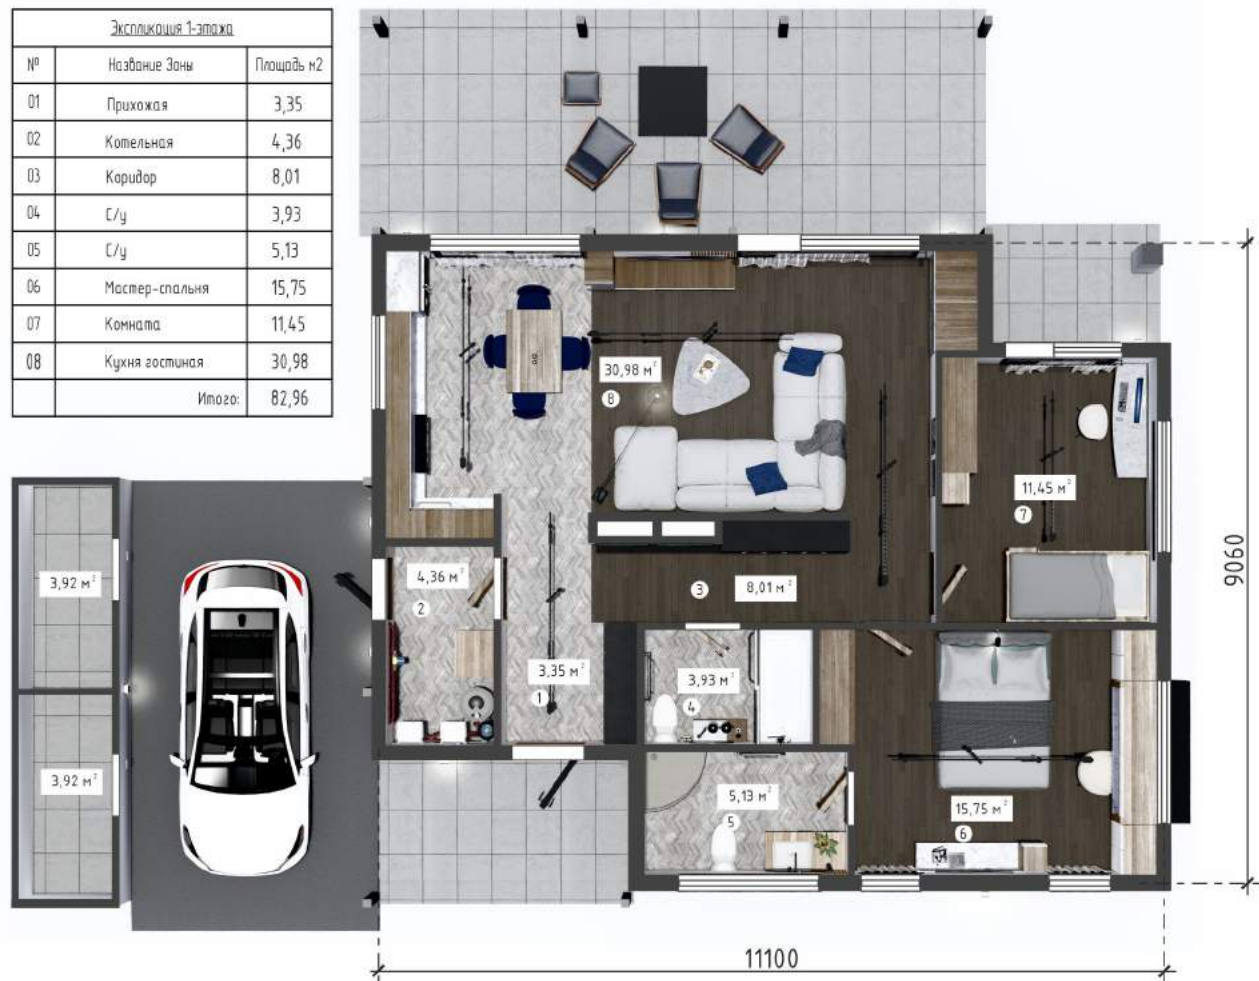 Экспликация 1-этажа
№ Название Зоны Площадь м2
01 Прихожая 3,35
02 Котельная 4,36
03 Каридор 8,01
04 С/у 3,93
05 С/у 5,13
06 Мастер-спальня 15,75
07 Комната 11,45
08 Кухня гостиная 30,98
Итого: 82,96
30,98 м²
8
11,45 м²
7
3,92 м²
4,36 м²
2
3
8,01 м²
9060
3,35 м²
1
3,93 м²
4
3,92 м²
5,13 м²
5
15,75 м²
6
11100